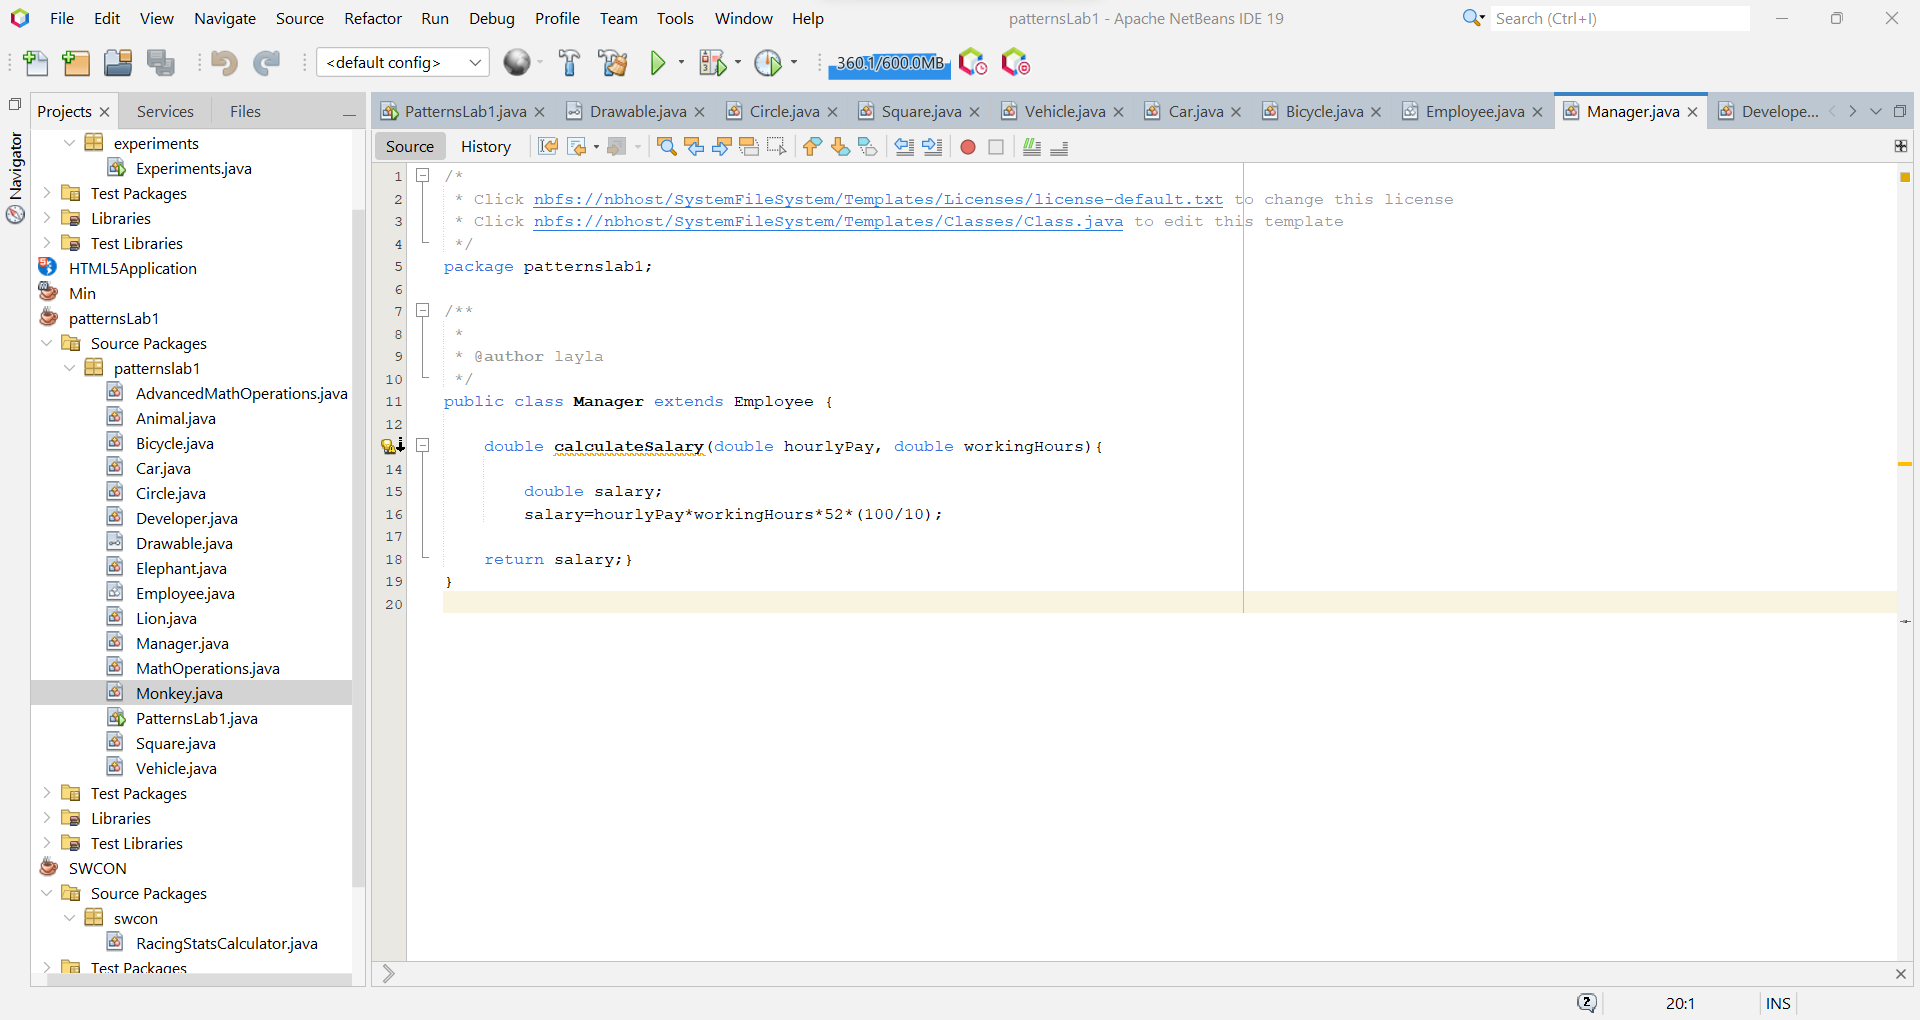 File Edit View Navigate Source Refactor Run Debug Profile Team Tools Window Help patternsLab1 - Apache NetBeans IDE 19 Search (Ctrl+I)
<default config> 360.1/600.0MB
Navigator
Projects Services Files
experiments
Experiments.java
Test Packages
Libraries
Test Libraries
HTML5Application
Min
patternsLab1
Source Packages
patternslab1
AdvancedMathOperations.java
Animal.java
Bicycle.java
Car.java
Circle.java
Developer.java
Drawable.java
Elephant.java
Employee.java
Lion.java
Manager.java
MathOperations.java
Monkey.java
PatternsLab1.java
Square.java
Vehicle.java
Test Packages
Libraries
Test Libraries
SWCON
Source Packages
swcon
RacingStatsCalculator.java
Test Packages
PatternsLab1.java Drawable.java Circle.java Square.java Vehicle.java Car.java Bicycle.java Employee.java Manager.java Develope...
Source History
1 /*
2 * Click nbfs://nbhost/SystemFileSystem/Templates/Licenses/license-default.txt to change this license
3 * Click nbfs://nbhost/SystemFileSystem/Templates/Classes/Class.java to edit this template
4 */
5 package patternslab1;
6
7 /**
8 *
9 * @author layla
10 */
11 public class Manager extends Employee {
12
double calculateSalary(double hourlyPay, double workingHours){
14
15 double salary;
16 salary=hourlyPay*workingHours*52*(100/10);
17
18 return salary;}
19 }
20
2 20:1 INS